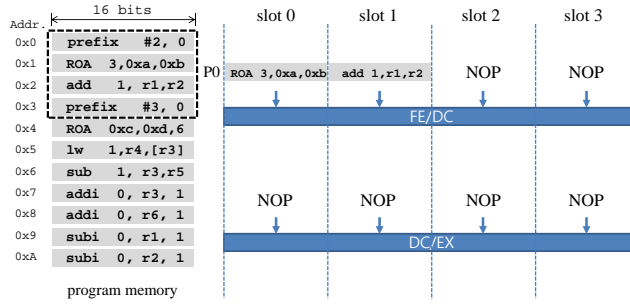 16 bits
slot 0 slot 1 slot 2 slot 3
Addr.
0x0 prefix #2, 0
0x1 ROA 3,0xa,0xb
0x2 add 1, r1,r2
0x3 prefix #3, 0
0x4 ROA 0xc,0xd,6
0x5 lw 1,r4,[r3]
0x6 sub 1, r3,r5
0x7 addi 0, r3, 1
0x8 addi 0, r6, 1
0x9 subi 0, r1, 1
0xA subi 0, r2, 1
program memory
P0 ROA 3,0xa,0xb add 1,r1,r2 NOP NOP
FE/DC
NOP NOP NOP NOP
DC/EX